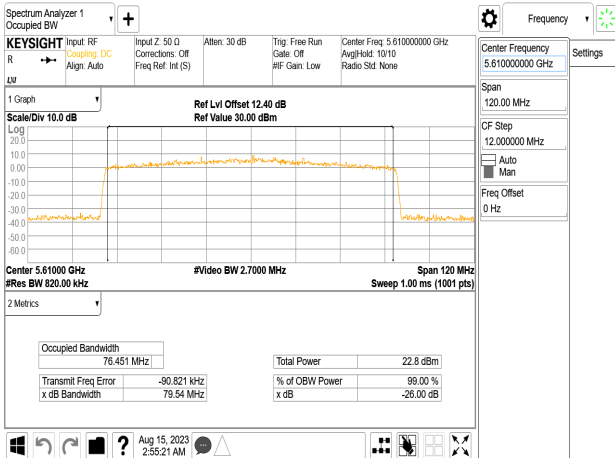 Spectrum Analyzer 1
Occupied BW
Frequency
KEYSIGHT
R
Input: RF
Coupling: DC
Align: Auto
Input Z: 50 Ω
Corrections: Off
Freq Ref: Int (S)
Atten: 30 dB
Trig: Free Run
Gate: Off
#IF Gain: Low
Center Freq: 5.610000000 GHz
Avg|Hold: 10/10
Radio Std: None
Center Frequency
5.610000000 GHz
Settings
Span
120.00 MHz
CF Step
12.000000 MHz
Auto
Man
Freq Offset
0 Hz
1 Graph
Scale/Div 10.0 dB
Ref Lvl Offset 12.40 dB
Ref Value 30.00 dBm
Log
20.0
10.0
0.00
-10.0
-20.0
-30.0
-40.0
-50.0
-60.0
Center 5.61000 GHz
#Video BW 2.7000 MHz
Span 120 MHz
#Res BW 820.00 kHz
Sweep 1.00 ms (1001 pts)
2 Metrics
Occupied Bandwidth
76.451 MHz
Total Power 22.8 dBm
Transmit Freq Error -90.821 kHz
% of OBW Power 99.00 %
x dB Bandwidth 79.54 MHz
x dB -26.00 dB
Aug 15, 2023
2:55:21 AM